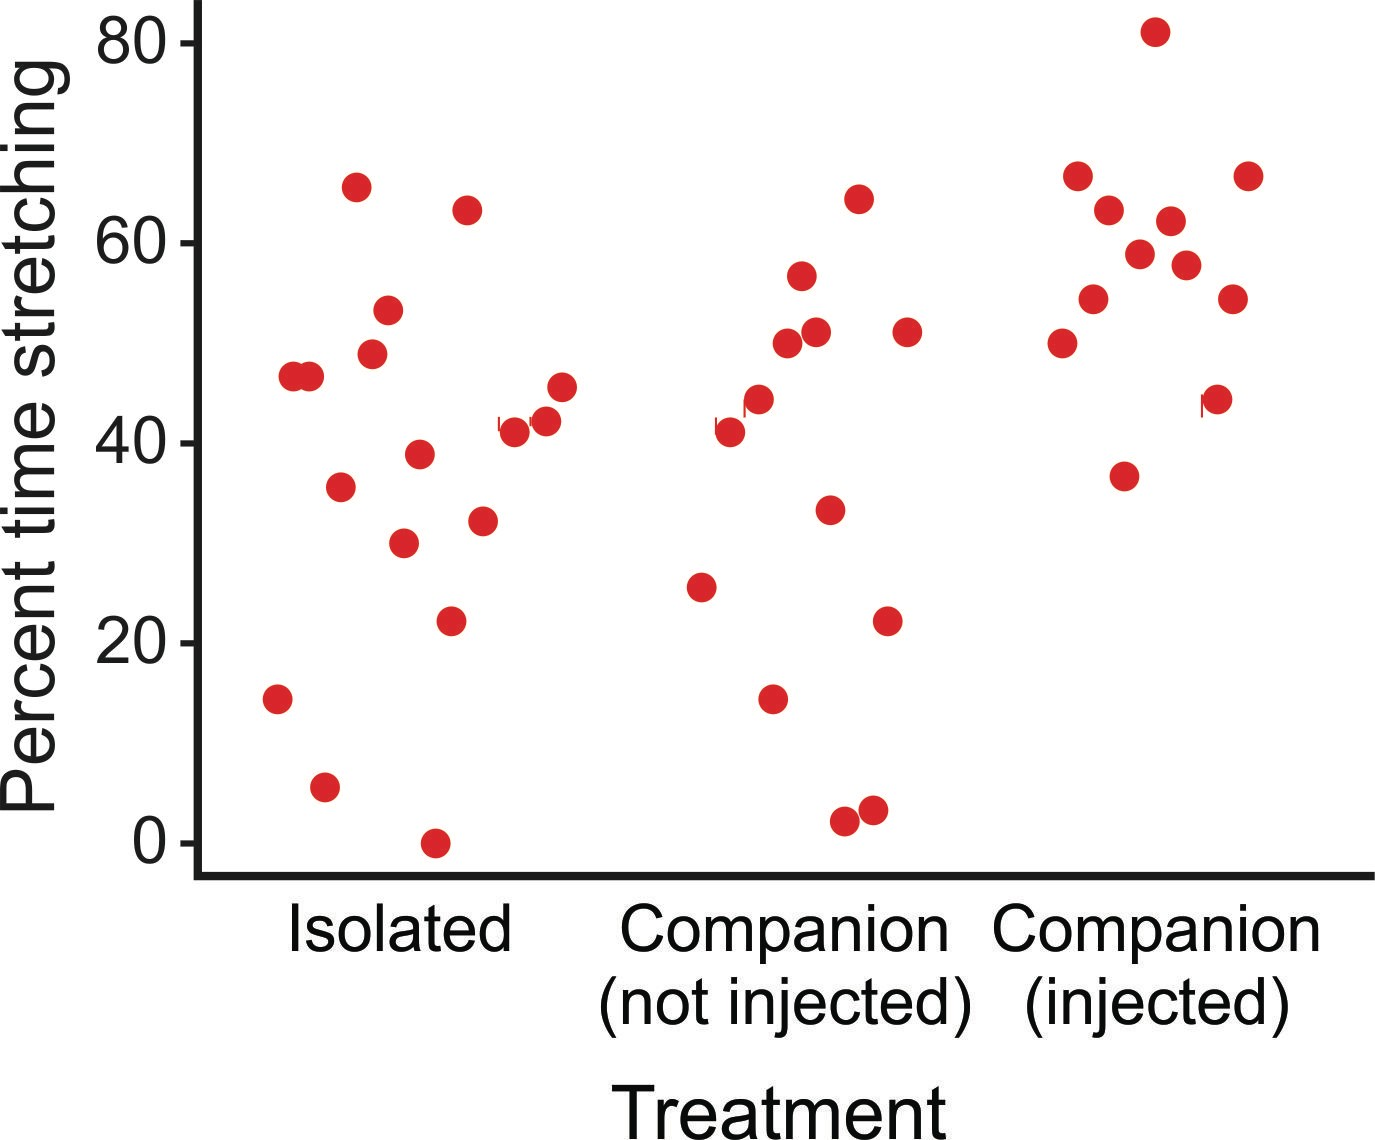 Percent time stretching
80
60
40
20
0
Isolated
Companion
(not injected)
Companion
(injected)
Treatment